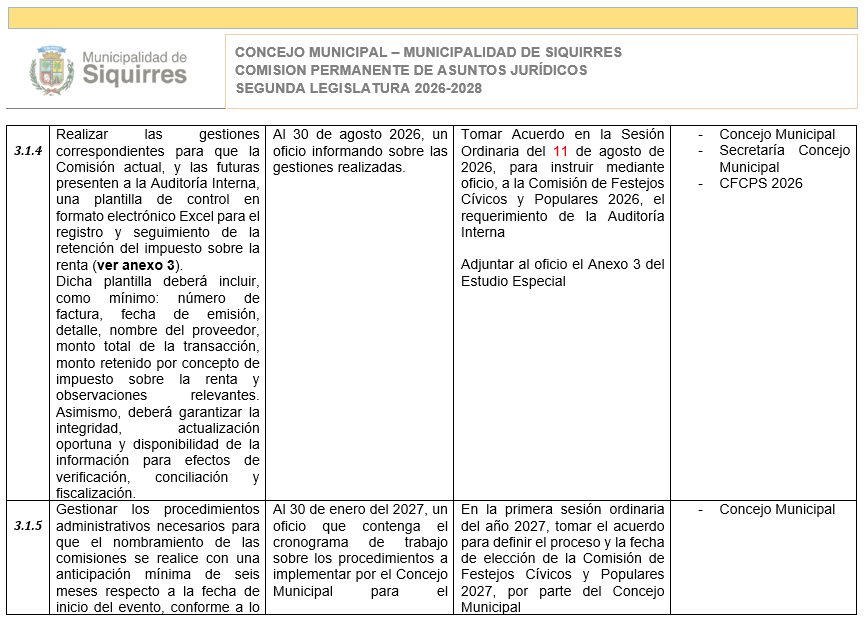 Municipalidad de
Siquirres
CONCEJO MUNICIPAL – MUNICIPALIDAD DE SIQUIRRES
COMISION PERMANENTE DE ASUNTOS JURÍDICOS
SEGUNDA LEGISLATURA 2026-2028
3.1.4
Realizar las gestiones
correspondientes para que la
Comisión actual, y las futuras
presenten a la Auditoría Interna,
una plantilla de control en
formato electrónico Excel para el
registro y seguimiento de la
retención del impuesto sobre la
renta (ver anexo 3).
Dicha plantilla deberá incluir,
como mínimo: número de
factura, fecha de emisión,
detalle, nombre del proveedor,
monto total de la transacción,
monto retenido por concepto de
impuesto sobre la renta y
observaciones relevantes.
Asimismo, deberá garantizar la
integridad, actualización
oportuna y disponibilidad de la
información para efectos de
verificación, conciliación y
fiscalización.
Al 30 de agosto 2026, un
oficio informando sobre las
gestiones realizadas.
Tomar Acuerdo en la Sesión
Ordinaria del 11 de agosto de
2026, para instruir mediante
oficio, a la Comisión de Festejos
Cívicos y Populares 2026, el
requerimiento de la Auditoría
Interna
Adjuntar al oficio el Anexo 3 del
Estudio Especial
- Concejo Municipal
- Secretaría Concejo
Municipal
- CFCPS 2026
3.1.5
Gestionar los procedimientos
administrativos necesarios para
que el nombramiento de las
comisiones se realice con una
anticipación mínima de seis
meses respecto a la fecha de
inicio del evento, conforme a lo
Al 30 de enero del 2027, un
oficio que contenga el
cronograma de trabajo
sobre los procedimientos a
implementar por el Concejo
Municipal para el
En la primera sesión ordinaria
del año 2027, tomar el acuerdo
para definir el proceso y la fecha
de elección de la Comisión de
Festejos Cívicos y Populares
2027, por parte del Concejo
Municipal
- Concejo Municipal